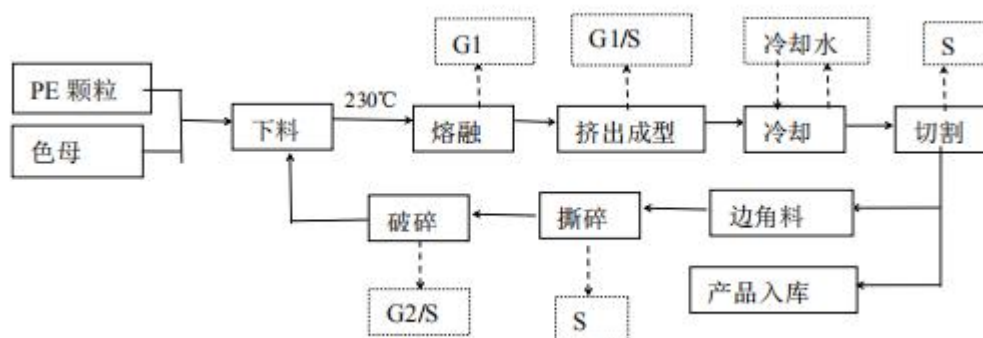 G1
G1/S
冷却水
S
PE 颗粒
色母
下料
230℃
熔融
挤出成型
冷却
切割
破碎
撕碎
边角料
产品入库
G2/S
S